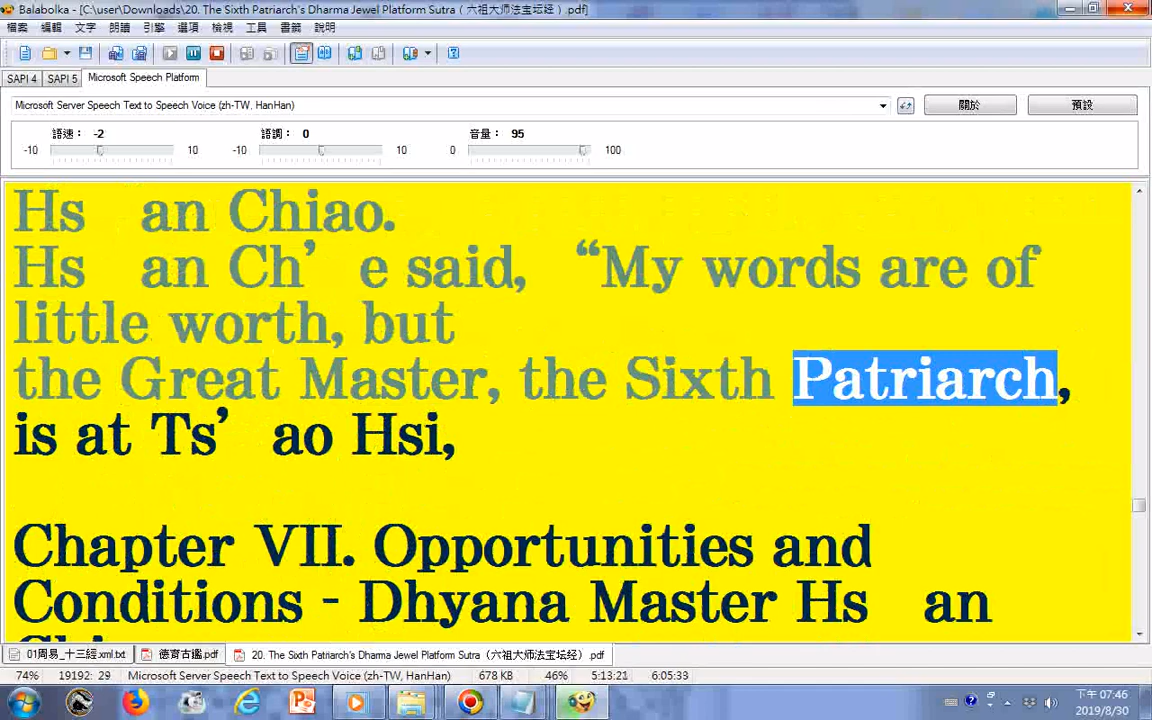 Balabolka - [C:\user\Downloads\20. The Sixth Patriarch's Dharma Jewel Platform Sutra（六祖大师法宝坛经）.pdf]
檔案 編輯 文字 朗讀 引擎 選項 檢視 工具 書籤 說明
SAPI 4 SAPI 5 Microsoft Speech Platform
Microsoft Server Speech Text to Speech Voice (zh-TW, HanHan) 關於 預設
語速： -2 語調： 0 音量： 95
-10 10 -10 10 0 100
Hs an Chiao.
Hs an Ch’ e said, “My words are of
little worth, but
the Great Master, the Sixth Patriarch,
is at Ts’ ao Hsi,
Chapter VII. Opportunities and
Conditions - Dhyana Master Hs an
01周易_十三經.xml.txt 德育古鑑.pdf 20. The Sixth Patriarch's Dharma Jewel Platform Sutra（六祖大师法宝坛经）.pdf
74% 19192: 29 Microsoft Server Speech Text to Speech Voice (zh-TW, HanHan) 678 KB 46% 5:13:21 6:05:33
下午 07:46
2019/8/30